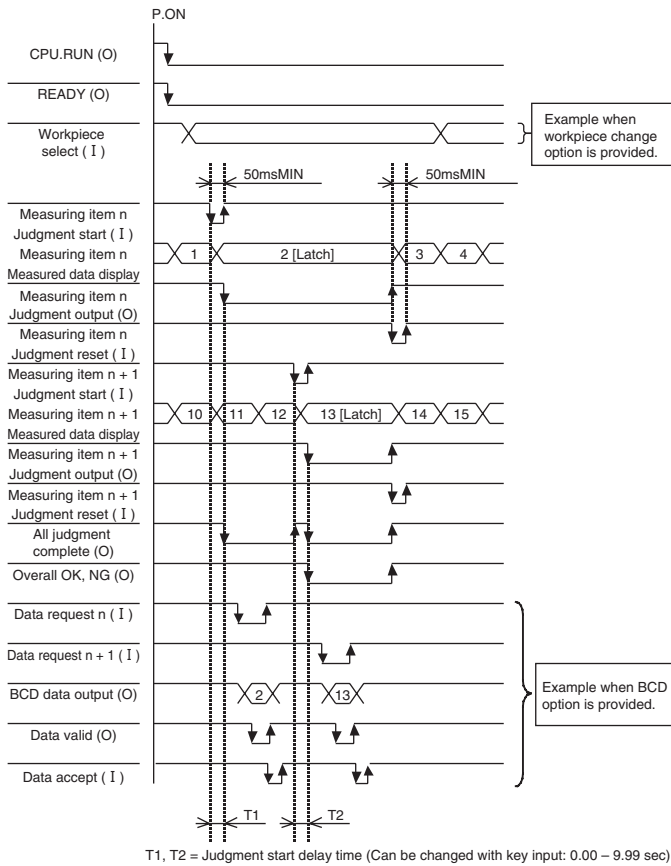 P.ON
CPU.RUN (O)
READY (O)
Workpiece
select ( I )
Example when
workpiece change
option is provided.
50msMIN
50msMIN
Measuring item n
Judgment start ( I )
Measuring item n
1
2 [Latch]
3
4
Measured data display
Measuring item n
Judgment output (O)
Measuring item n
Judgment reset ( I )
Measuring item n + 1
Judgment start ( I )
Measuring item n + 1
10
11
12
13 [Latch]
14
15
Measured data display
Measuring item n + 1
Judgment output (O)
Measuring item n + 1
Judgment reset ( I )
All judgment
complete (O)
Overall OK, NG (O)
Data request n ( I )
Data request n + 1 ( I )
BCD data output (O)
2
13
Example when BCD
option is provided.
Data valid (O)
Data accept ( I )
T1
T2
T1, T2 = Judgment start delay time (Can be changed with key input: 0.00 – 9.99 sec)